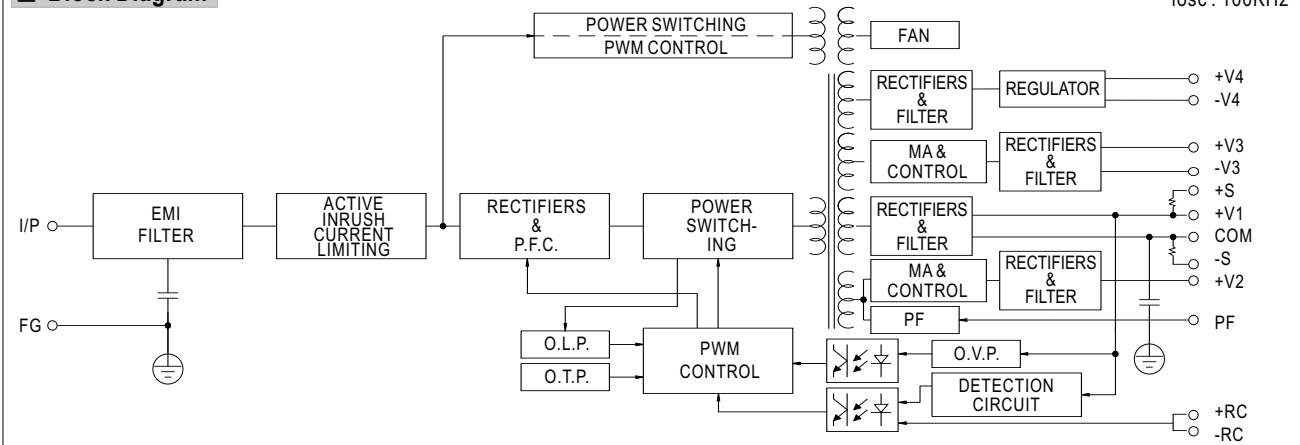 Block Diagram
fosc : 100KHz
POWER SWITCHING
PWM CONTROL
FAN
RECTIFIERS
&
FILTER
REGULATOR
+V4
-V4
MA &
CONTROL
RECTIFIERS
&
FILTER
+V3
-V3
+S
I/P
EMI
FILTER
ACTIVE
INRUSH
CURRENT
LIMITING
RECTIFIERS
&
P.F.C.
POWER
SWITCH-
ING
RECTIFIERS
&
FILTER
+V1
COM
-S
MA &
CONTROL
RECTIFIERS
&
FILTER
+V2
FG
PF
PF
O.L.P.
O.T.P.
PWM
CONTROL
O.V.P.
DETECTION
CIRCUIT
+RC
-RC